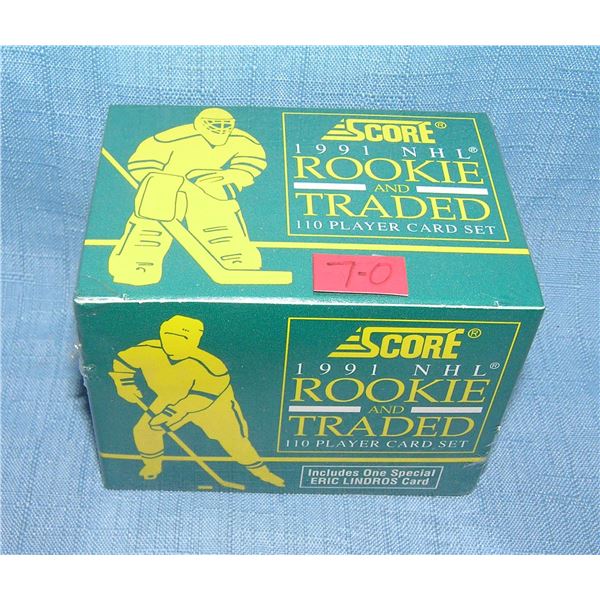 SCORE®
1991 NHL®
ROOKIE
AND
TRADED
110 PLAYER CARD SET
7-0
SCORE®
1991 NHL®
ROOKIE
AND
TRADED
110 PLAYER CARD SET
Includes One Special
ERIC LINDROS Card